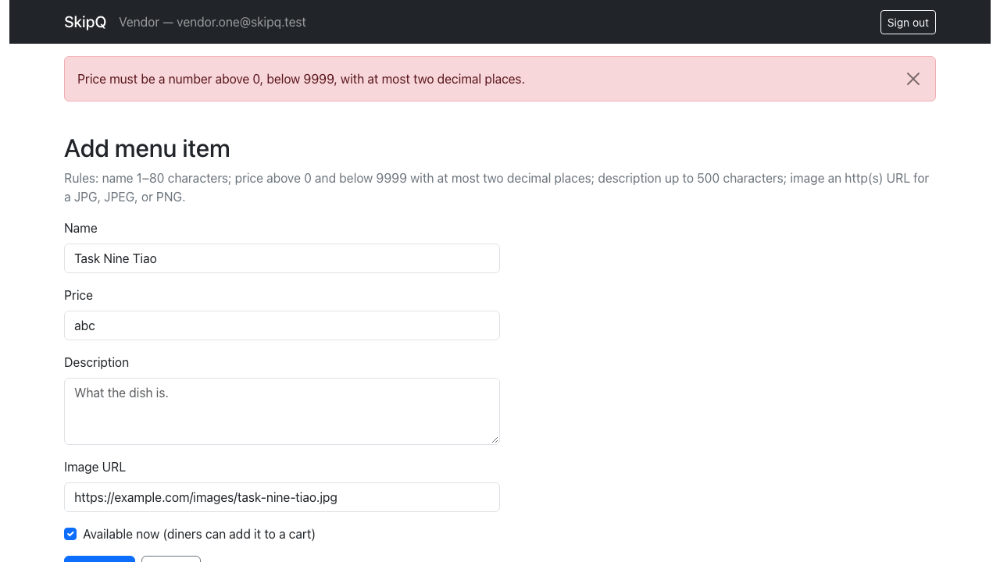 SkipQ Vendor — vendor.one@skipq.test Sign out
Price must be a number above 0, below 9999, with at most two decimal places.
Add menu item
Rules: name 1–80 characters; price above 0 and below 9999 with at most two decimal places; description up to 500 characters; image an http(s) URL for
a JPG, JPEG, or PNG.
Name
Task Nine Tiao
Price
abc
Description
What the dish is.
Image URL
https://example.com/images/task-nine-tiao.jpg
Available now (diners can add it to a cart)